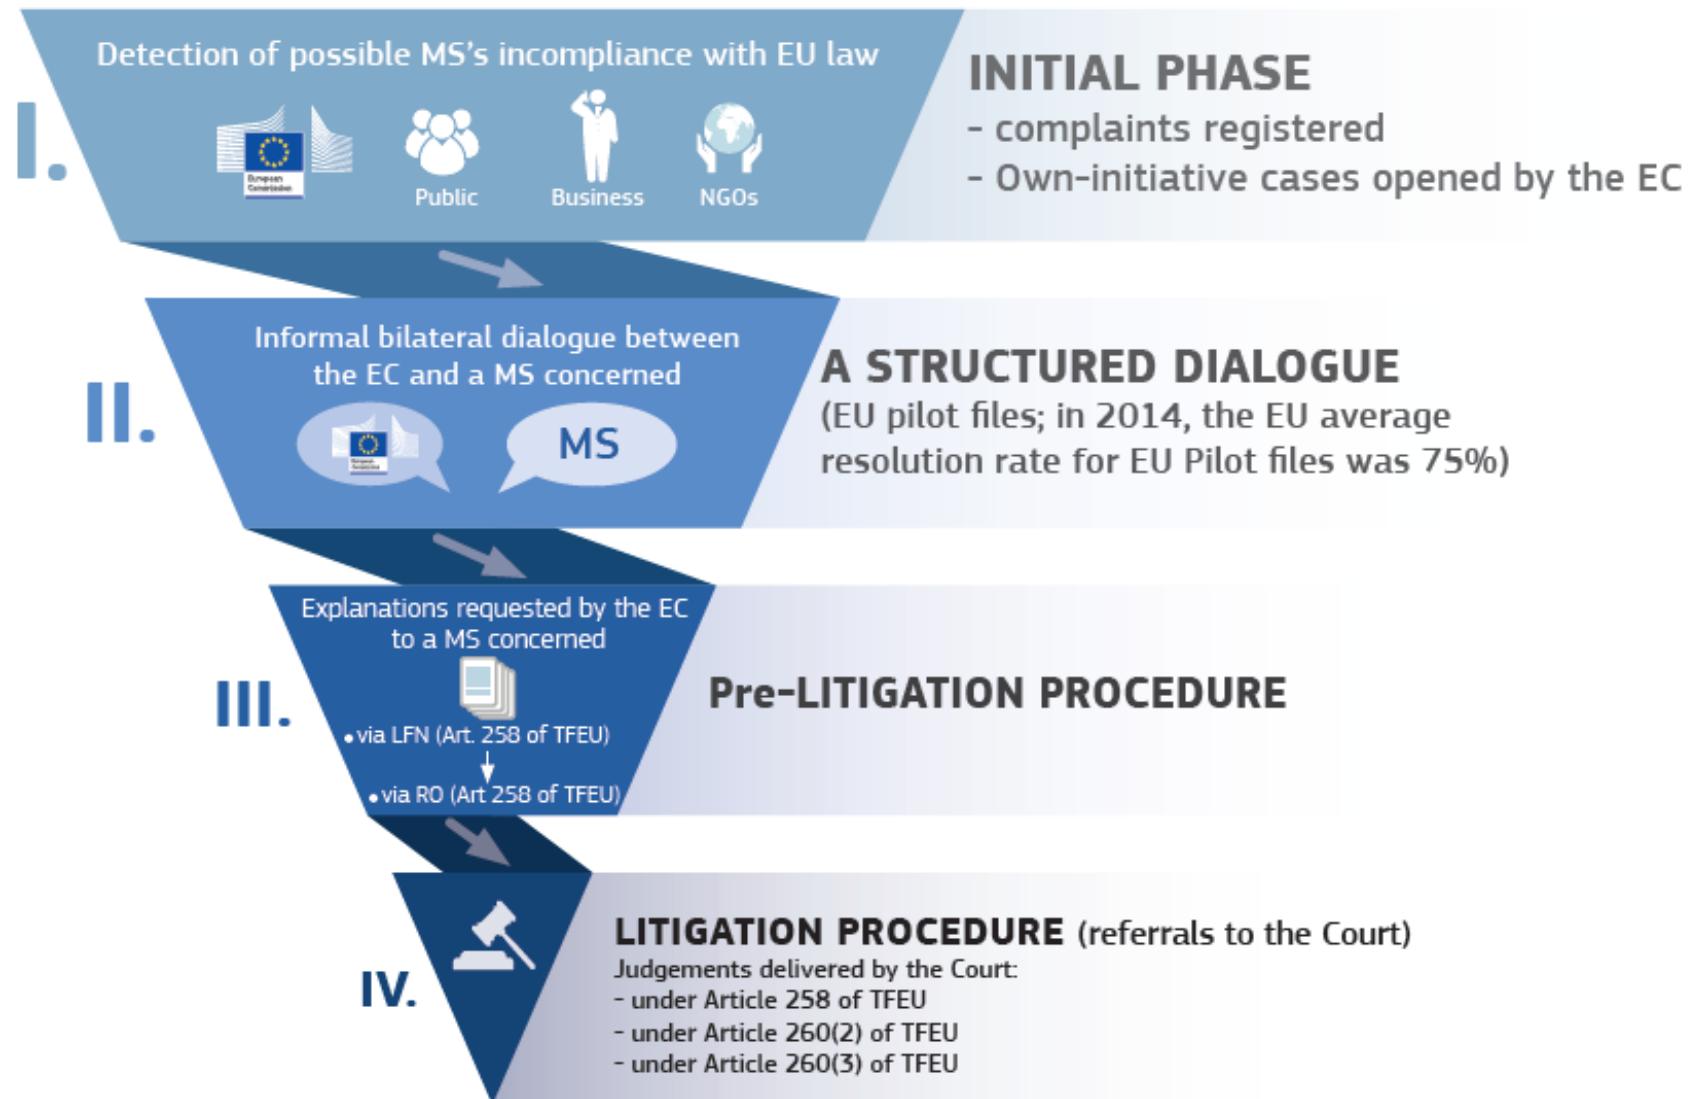 Detection of possible MS's incompliance with EU law
I.
European
Commission
Public
Business
NGOs
INITIAL PHASE
- complaints registered
- Own-initiative cases opened by the EC
Informal bilateral dialogue between
the EC and a MS concerned
II.
European
Commission
MS
A STRUCTURED DIALOGUE
(EU pilot files; in 2014, the EU average
resolution rate for EU Pilot files was 75%)
Explanations requested by the EC
to a MS concerned
III.
• via LFN (Art. 258 of TFEU)
• via RO (Art 258 of TFEU)
Pre-LITIGATION PROCEDURE
IV.
LITIGATION PROCEDURE (referrals to the Court)
Judgements delivered by the Court:
- under Article 258 of TFEU
- under Article 260(2) of TFEU
- under Article 260(3) of TFEU